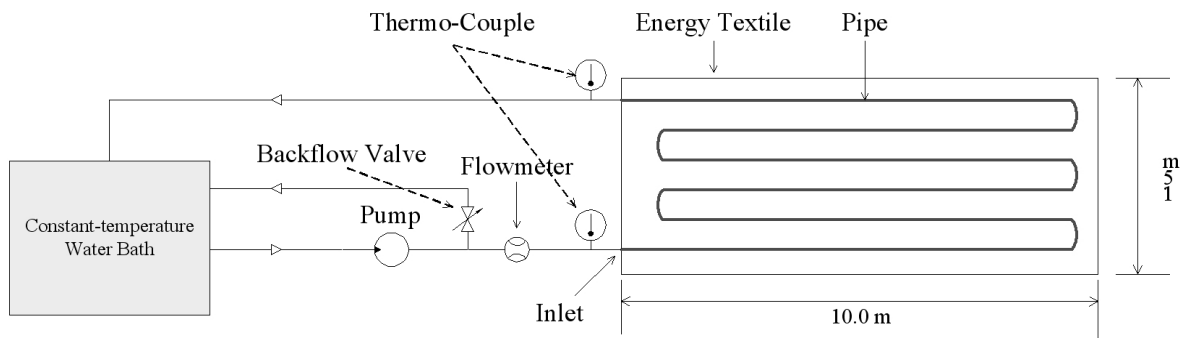 Thermo-Couple
Energy Textile
Pipe
Backflow Valve
Flowmeter
Pump
Constant-temperature
Water Bath
Inlet
10.0 m
m
5
1